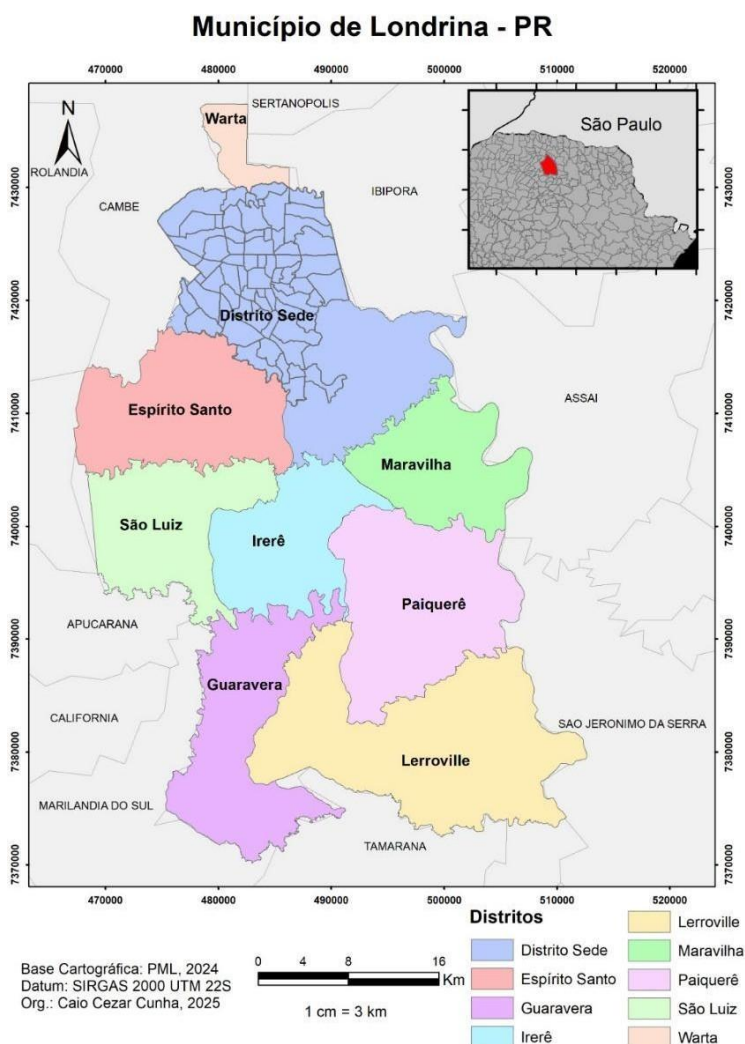 Município de Londrina - PR
470000
480000
490000
500000
510000
520000
N
SERTANOPOLIS
Warta
São Paulo
ROLANDIA
IBIPORA
CAMBE
7430000
7430000
7420000
7420000
Distrito Sede
Espírito Santo
ASSAI
7410000
7410000
Maravilha
São Luiz
Irerê
7400000
7400000
Paiquerê
APUCARANA
7390000
7390000
Guaravera
CALIFORNIA
SAO JERONIMO DA SERRA
Lerroville
7380000
7380000
MARILANDIA DO SUL
TAMARANA
7370000
7370000
470000
480000
490000
500000
510000
520000
Base Cartográfica: PML, 2024
Datum: SIRGAS 2000 UTM 22S
Org.: Caio Cezar Cunha, 2025
0 4 8 16
Km
1 cm = 3 km
Distritos
Distrito Sede
Espírito Santo
Guaravera
Irerê
Lerroville
Maravilha
Paiquerê
São Luiz
Warta